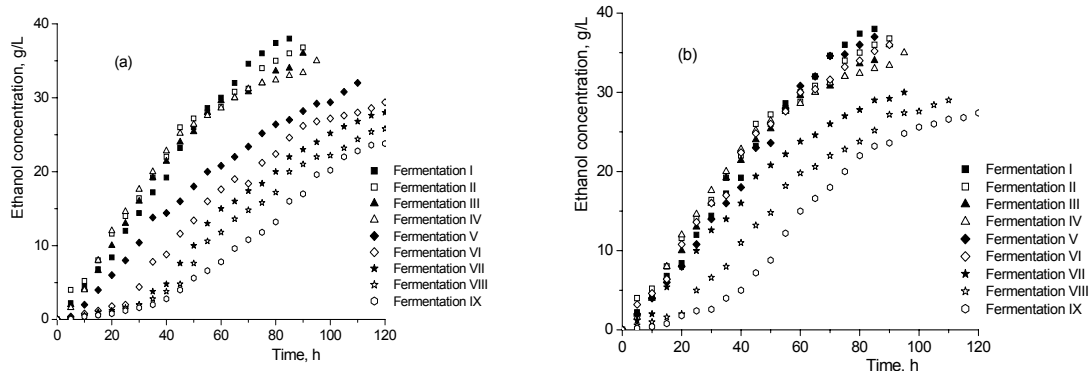 40
30
20
10
0
0 20 40 60 80 100 120
Ethanol concentration, g/L
Time, h
(a)
Fermentation I
Fermentation II
Fermentation III
Fermentation IV
Fermentation V
Fermentation VI
Fermentation VII
Fermentation VIII
Fermentation IX
40
30
20
10
0
0 20 40 60 80 100 120
Ethanol concentration, g/L
Time, h
(b)
Fermentation I
Fermentation II
Fermentation III
Fermentation IV
Fermentation V
Fermentation VI
Fermentation VII
Fermentation VIII
Fermentation IX